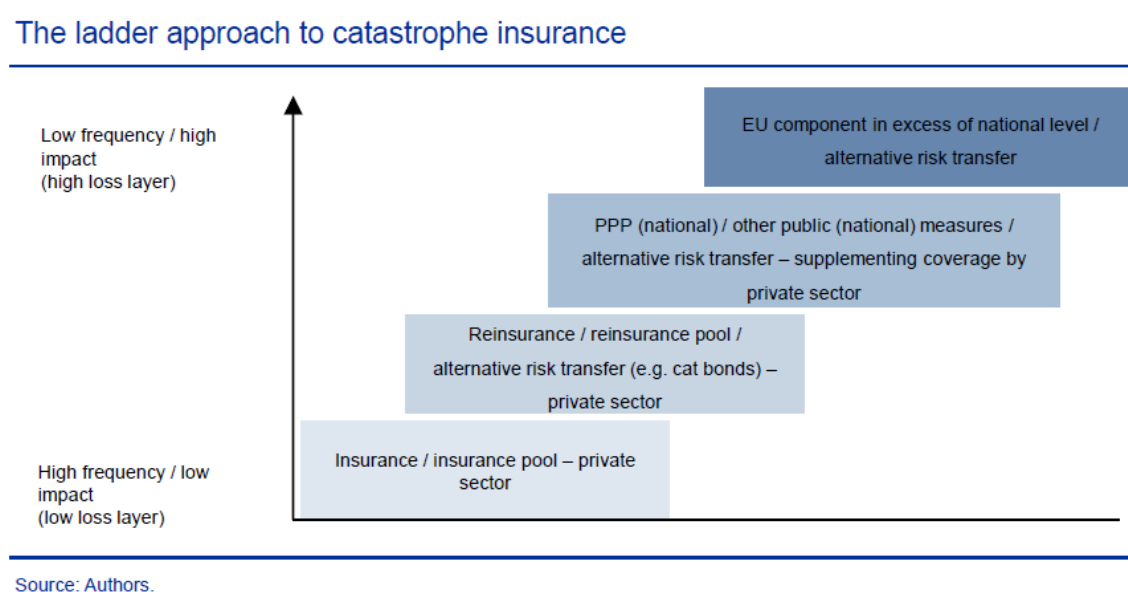 The ladder approach to catastrophe insurance
Low frequency / high
impact
(high loss layer)
EU component in excess of national level /
alternative risk transfer
PPP (national) / other public (national) measures /
alternative risk transfer – supplementing coverage by
private sector
Reinsurance / reinsurance pool /
alternative risk transfer (e.g. cat bonds) –
private sector
Insurance / insurance pool – private
sector
High frequency / low
impact
(low loss layer)
Source: Authors.